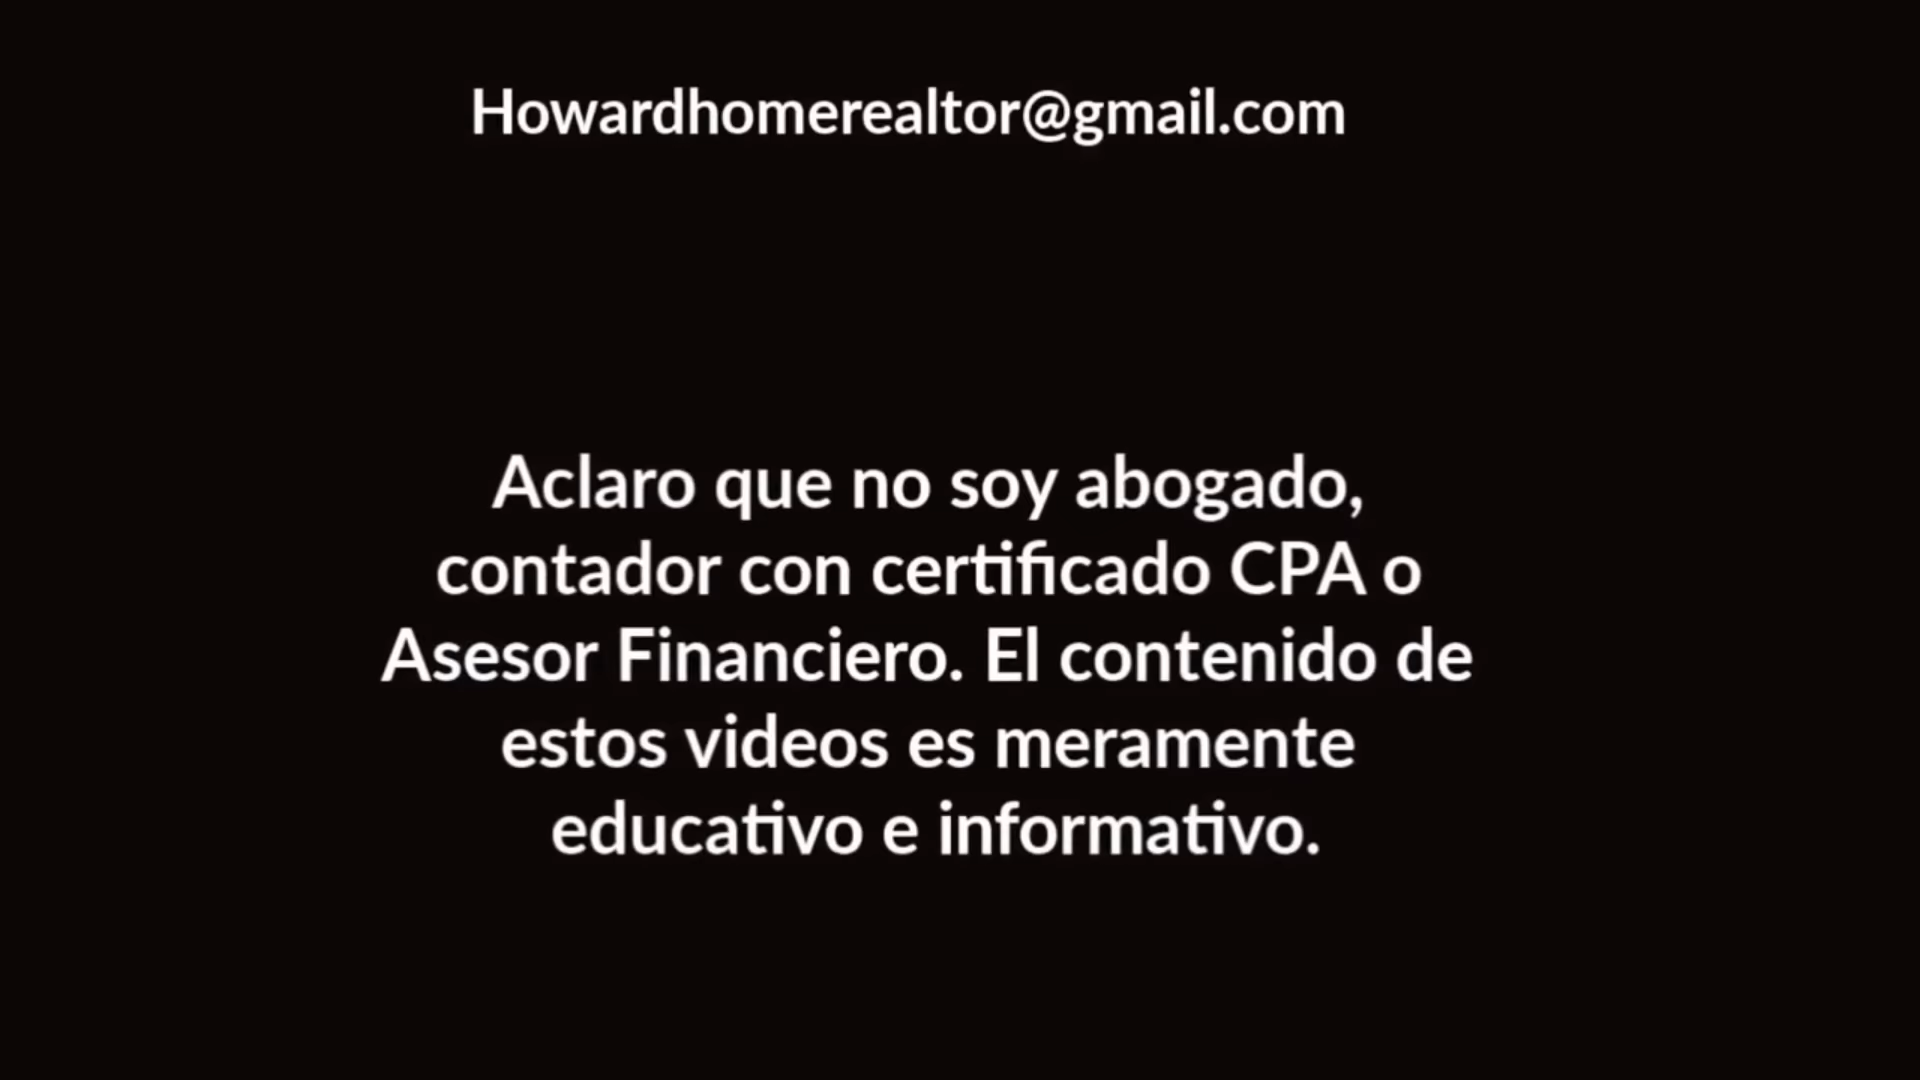 Howardhomerealtor@gmail.com
Aclaro que no soy abogado,
contador con certificado CPA o
Asesor Financiero. El contenido de
estos videos es meramente
educativo e informativo.